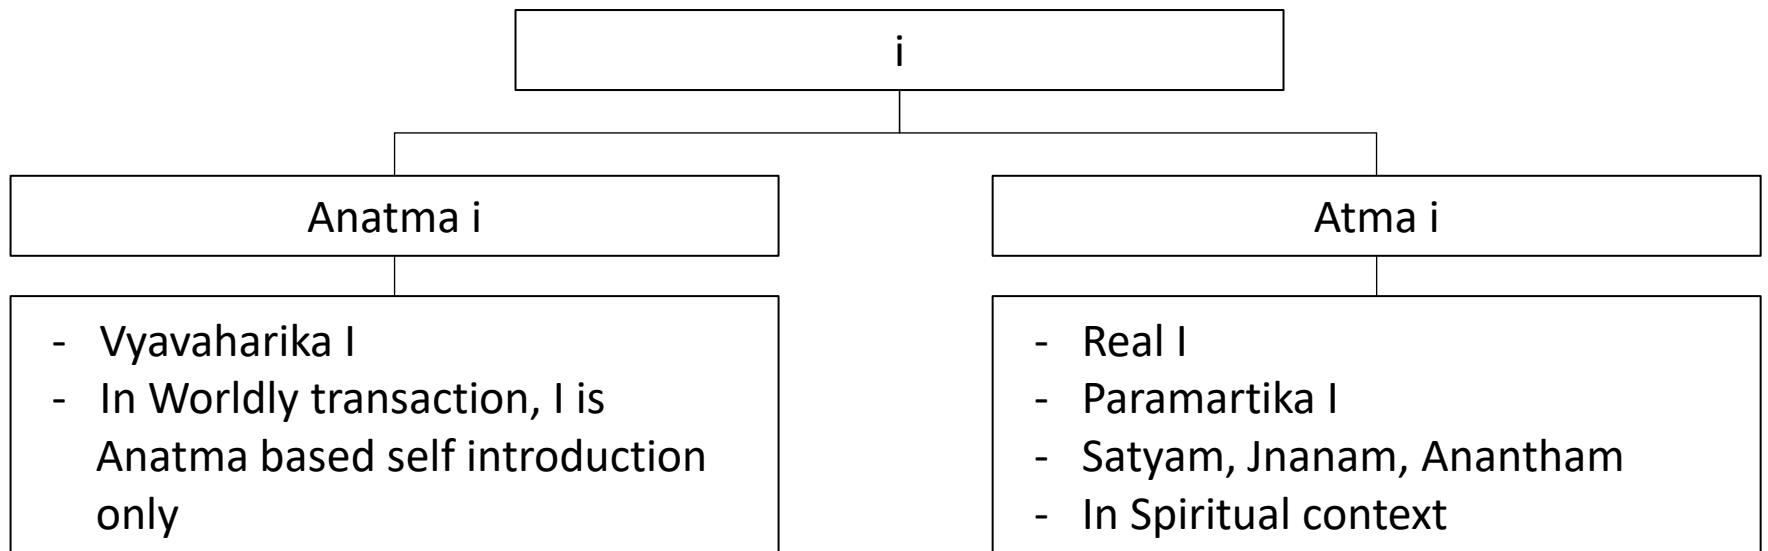 i
Anatma i
Atma i
- Vyavaharika I
- In Worldly transaction, I is
Anatma based self introduction
only
- Real I
- Paramartika I
- Satyam, Jnanam, Anantham
- In Spiritual context